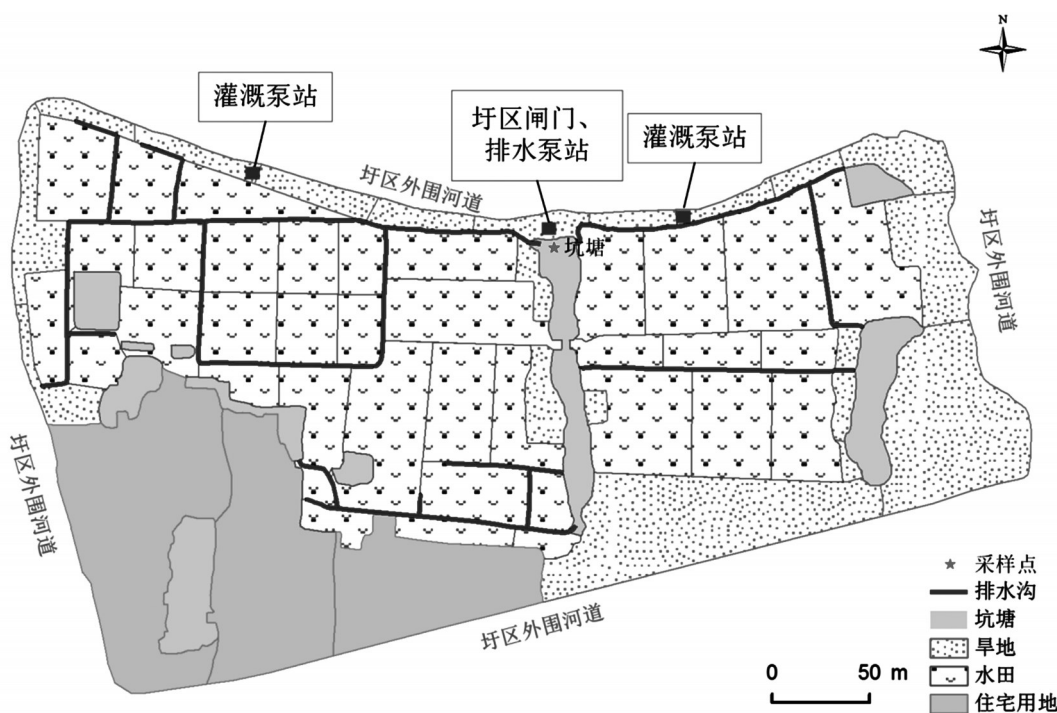 N
灌溉泵站
圩区闸门、
排水泵站
灌溉泵站
圩区外围河道
坑塘
圩区外围河道
圩区外围河道
圩区外围河道
采样点
排水沟
坑塘
旱地
水田
住宅用地
0 50 m